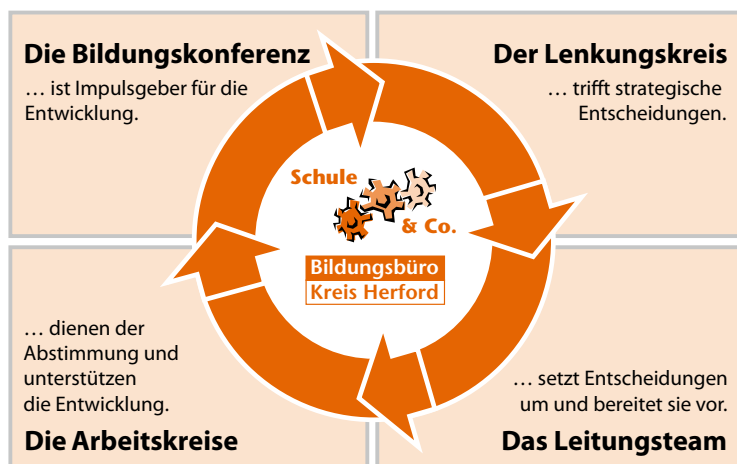 Die Bildungskonferenz
… ist Impulsgeber für die
Entwicklung.
Der Lenkungskreis
… trifft strategische
Entscheidungen.
Schule
& Co.
Bildungsbüro
Kreis Herford
… dienen der
Abstimmung und
unterstützen
die Entwicklung.
Die Arbeitskreise
… setzt Entscheidungen
um und bereitet sie vor.
Das Leitungsteam